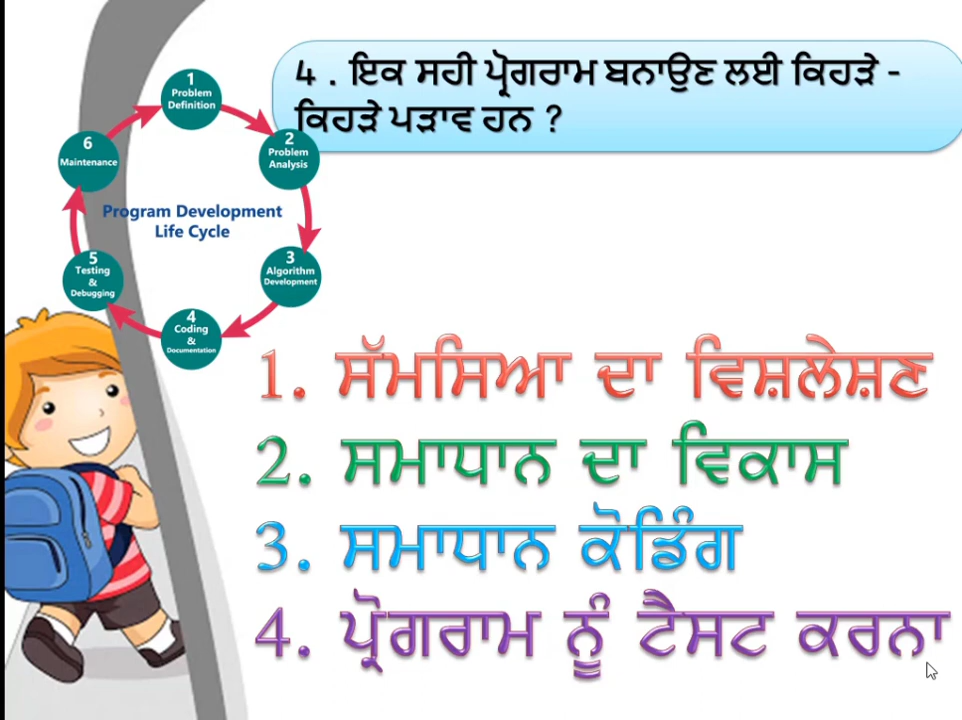 4 . ਇਕ ਸਹੀ ਪ੍ਰੋਗਰਾਮ ਬਨਾਉਣ ਲਈ ਕਿਹੜੇ -
ਕਿਹੜੇ ਪੜਾਵ ਹਨ ?
1
Problem
Definition
2
Problem
Analysis
3
Algorithm
Development
4
Coding
&
Documentation
5
Testing
&
Debugging
6
Maintenance
Program Development
Life Cycle
1. ਸੱਮਸਿਆ ਦਾ ਵਿਸ਼ਲੇਸ਼ਣ
2. ਸਮਾਧਾਨ ਦਾ ਵਿਕਾਸ
3. ਸਮਾਧਾਨ ਕੋਡਿੰਗ
4. ਪ੍ਰੋਗਰਾਮ ਨੂੰ ਟੈਸਟ ਕਰਨਾ